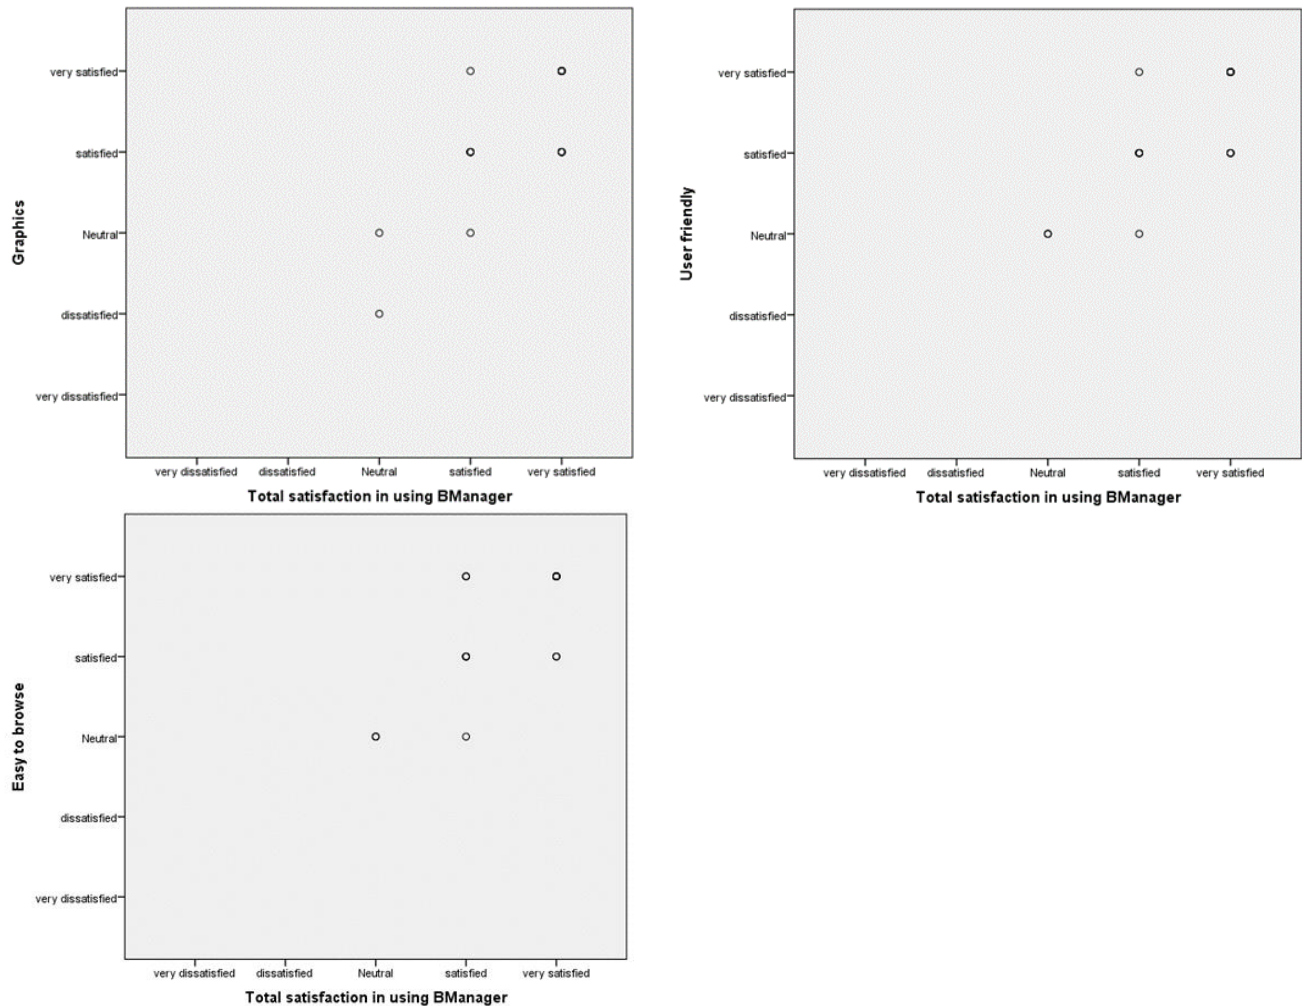 very satisfied
satisfied
Neutral
dissatisfied
very dissatisfied
Graphics
very dissatisfied dissatisfied Neutral satisfied very satisfied
Total satisfaction in using BManager
very satisfied
satisfied
Neutral
dissatisfied
very dissatisfied
User friendly
very dissatisfied dissatisfied Neutral satisfied very satisfied
Total satisfaction in using BManager
very satisfied
satisfied
Neutral
dissatisfied
very dissatisfied
Easy to browse
very dissatisfied dissatisfied Neutral satisfied very satisfied
Total satisfaction in using BManager